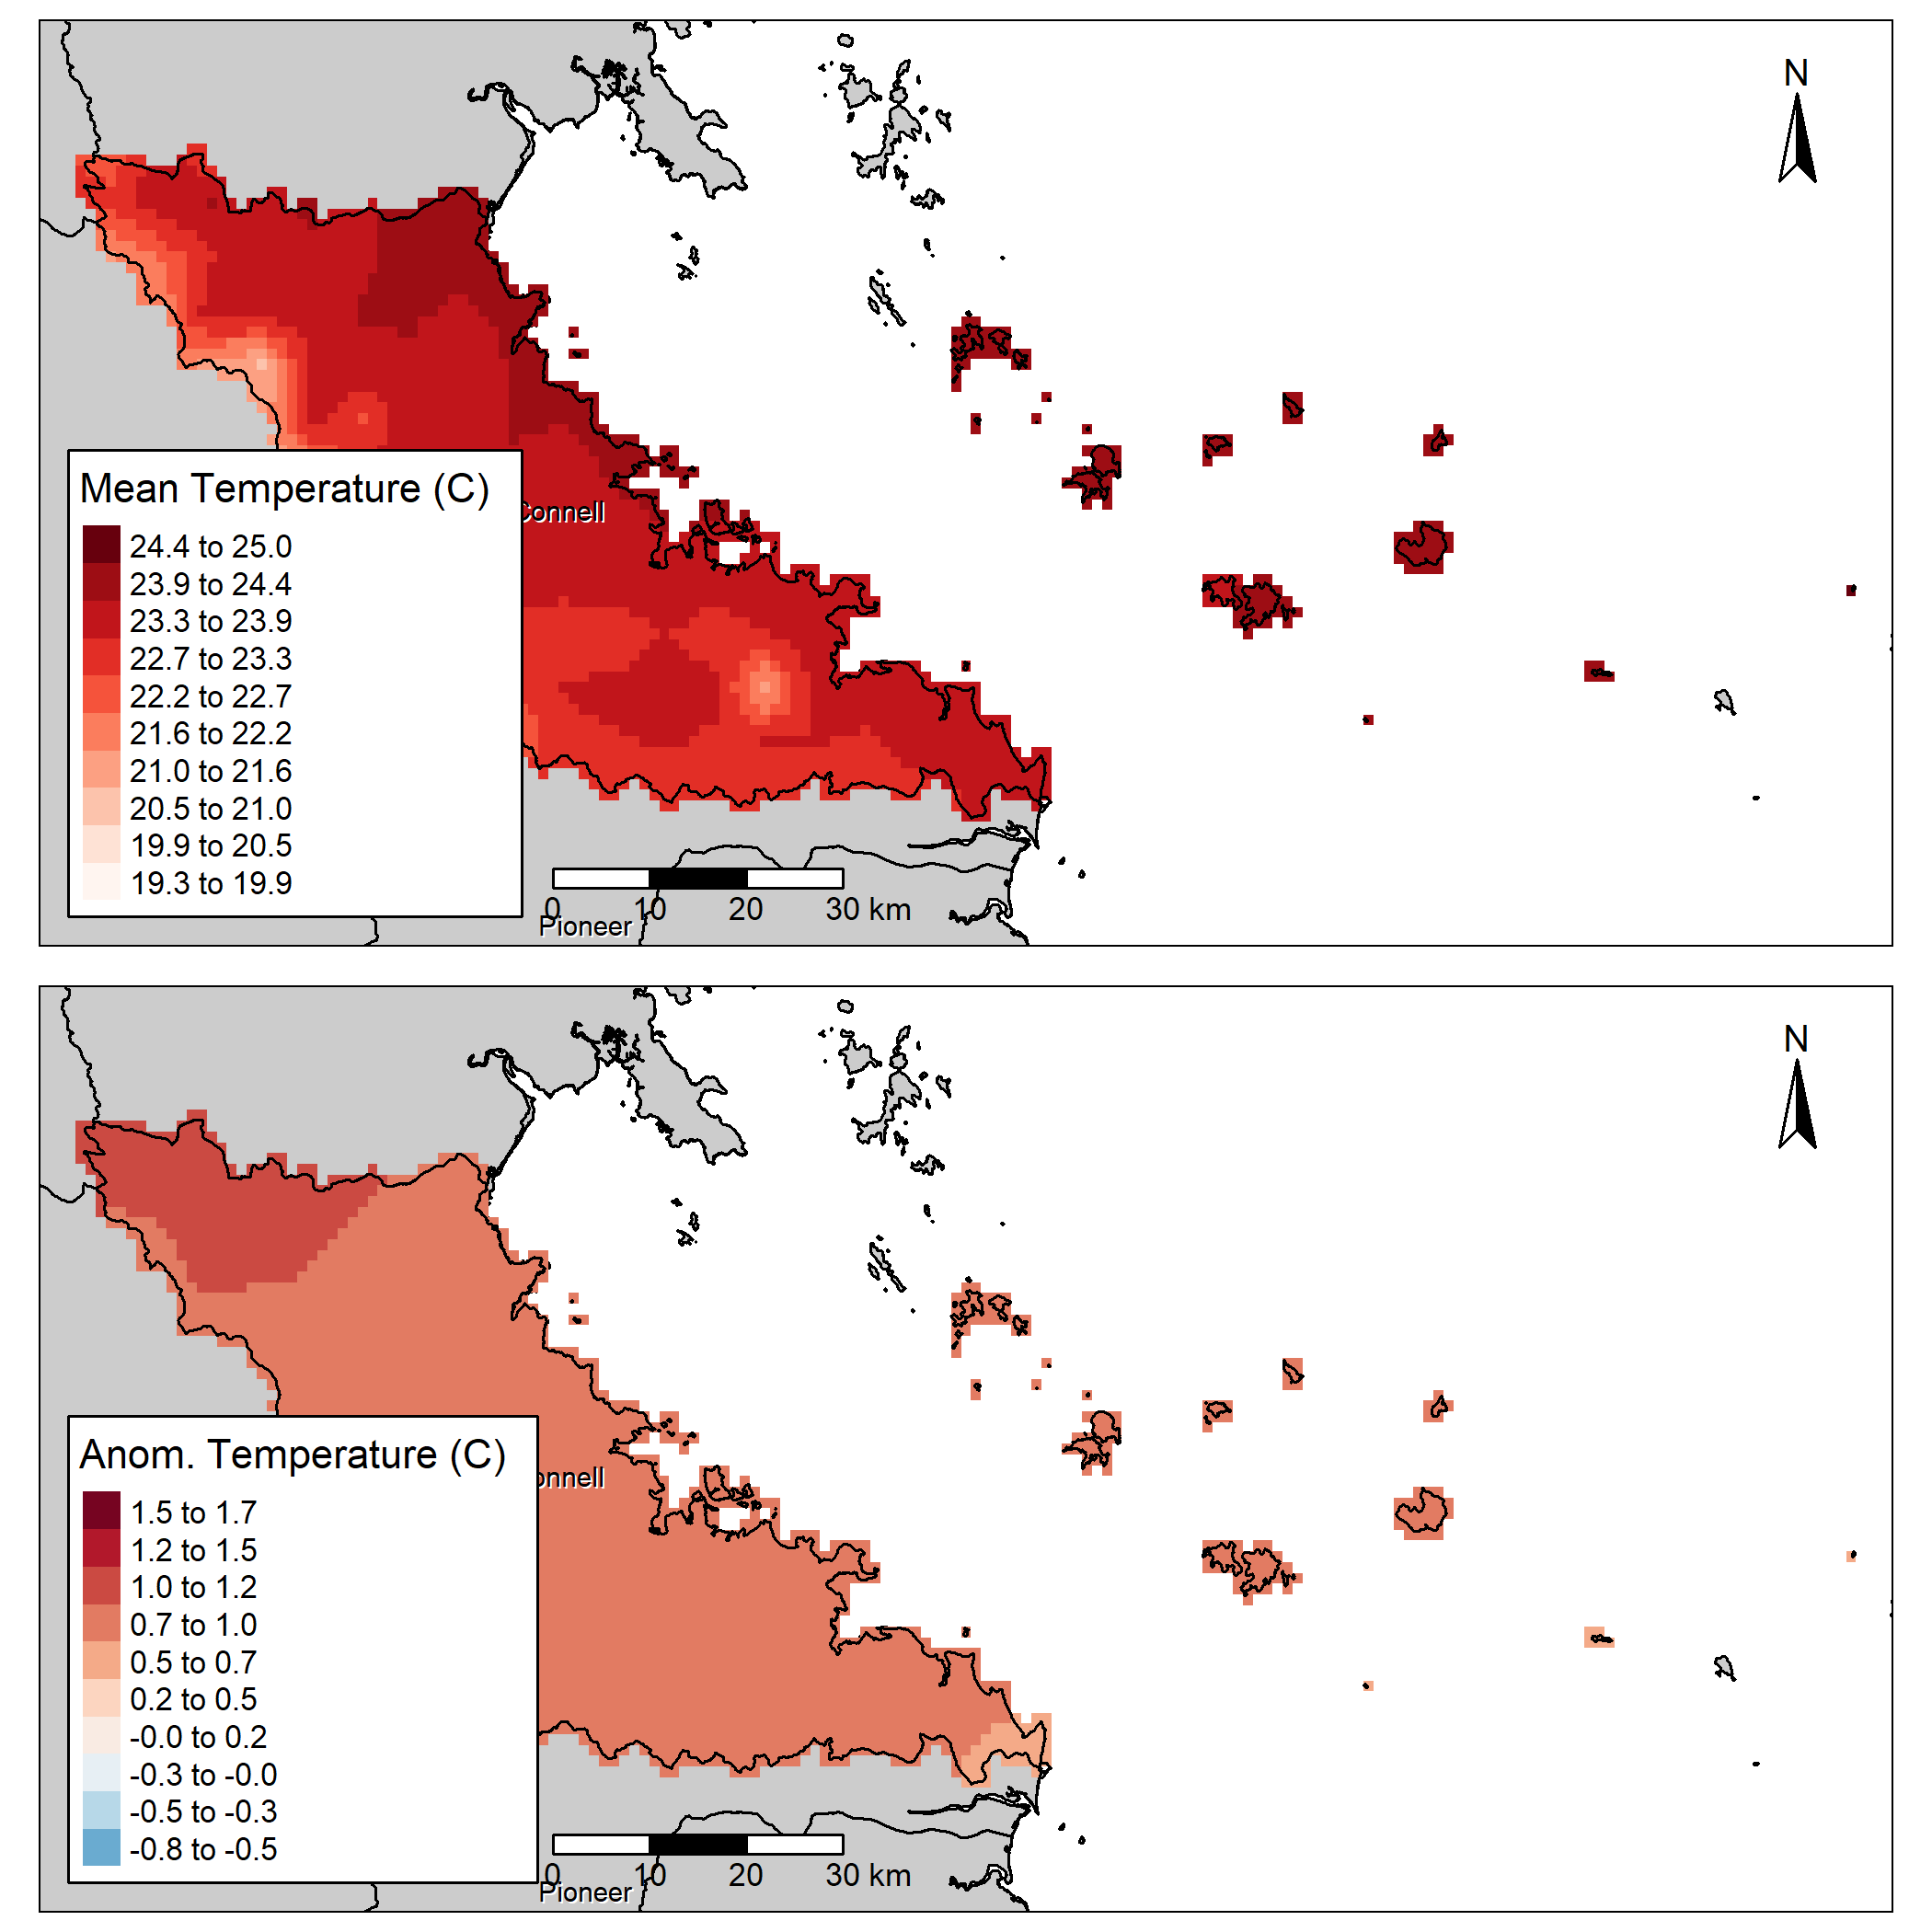 N
Mean Temperature (C)
24.4 to 25.0
23.9 to 24.4
23.3 to 23.9
22.7 to 23.3
22.2 to 22.7
21.6 to 22.2
21.0 to 21.6
20.5 to 21.0
19.9 to 20.5
19.3 to 19.9
Connell
0 10 20 30 km
Pioneer
N
Anom. Temperature (C)
1.5 to 1.7
1.2 to 1.5
1.0 to 1.2
0.7 to 1.0
0.5 to 0.7
0.2 to 0.5
-0.0 to 0.2
-0.3 to -0.0
-0.5 to -0.3
-0.8 to -0.5
onnell
0 10 20 30 km
Pioneer